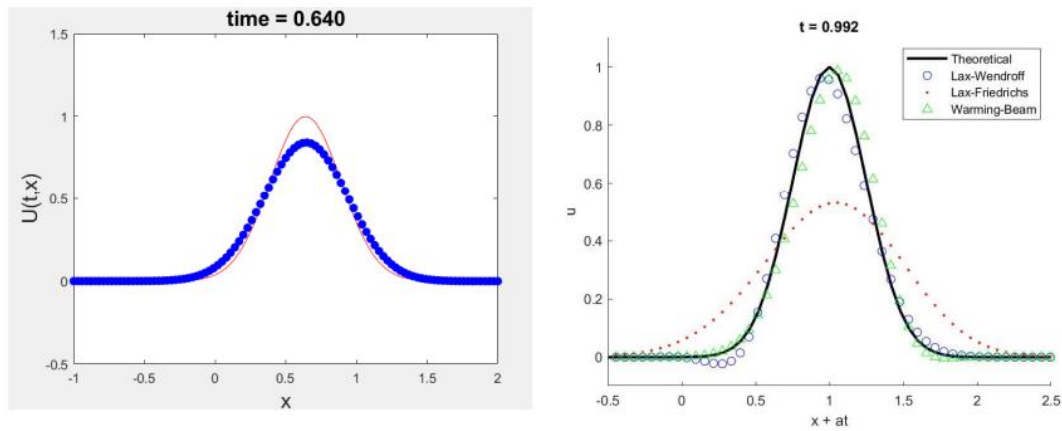 time = 0.640
1.5
1
0.5
0
-0.5
U(t,x)
-1 -0.5 0 0.5 1 1.5 2
x
t = 0.992
1
0.8
0.6
0.4
0.2
0
u
-0.5 0 0.5 1 1.5 2 2.5
x + at
Theoretical
Lax-Wendroff
Lax-Friedrichs
Warming-Beam